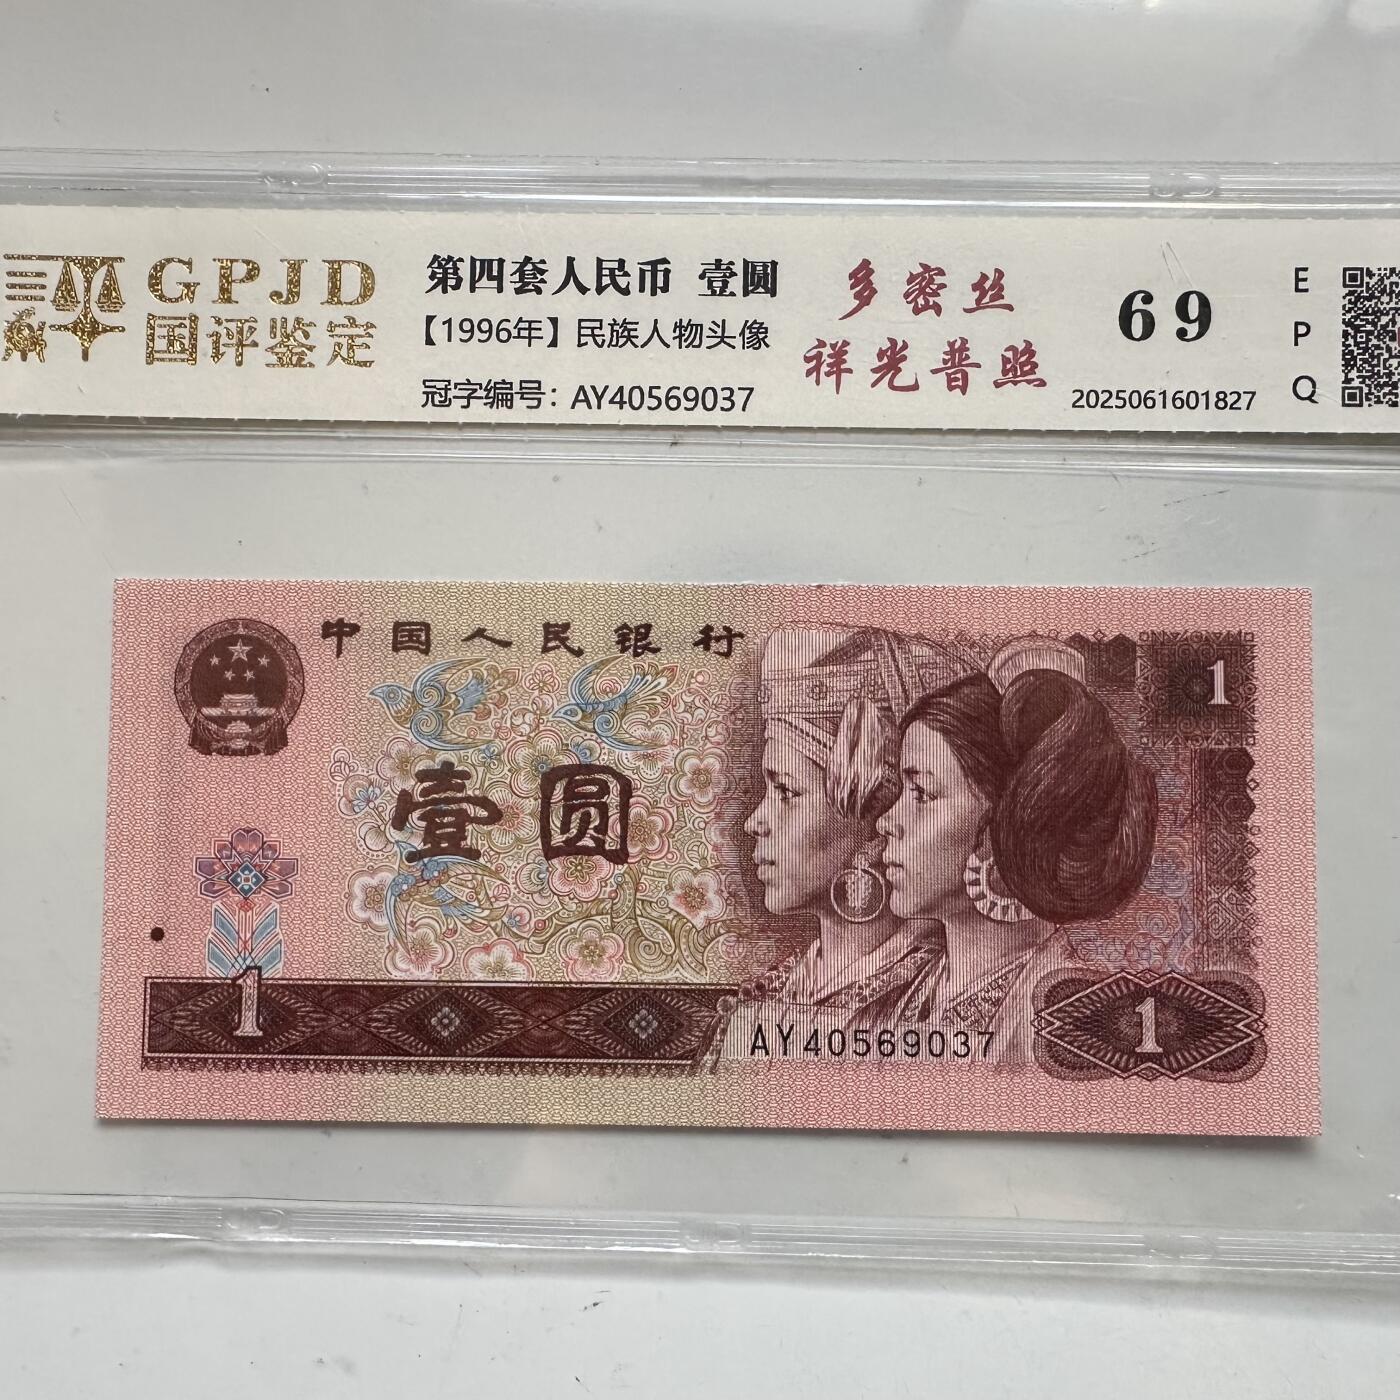 GPJD
国评鉴定
第四套人民币 壹圆
【1996年】民族人物头像
冠字编号：AY40569037
多密丝
祥光普照
69
2025061601827
E
P
Q
中国人民银行
1
壹圆
1
AY40569037
1